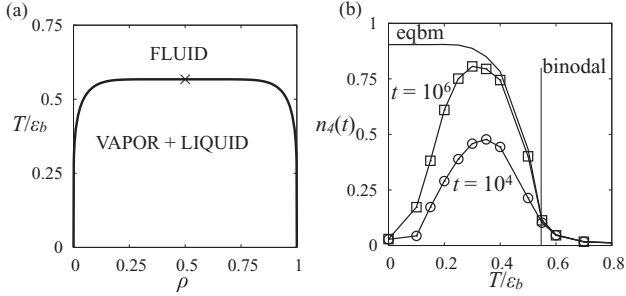 (a)
0.75
0.5
0.25
0
T/εb
FLUID
VAPOR + LIQUID
0
0.25
0.5
0.75
1
ρ
(b)
1
0.75
n4(t)
0.5
0.25
0
eqbm
binodal
t = 10^6
t = 10^4
0
0.2
0.4
0.6
0.8
T/εb